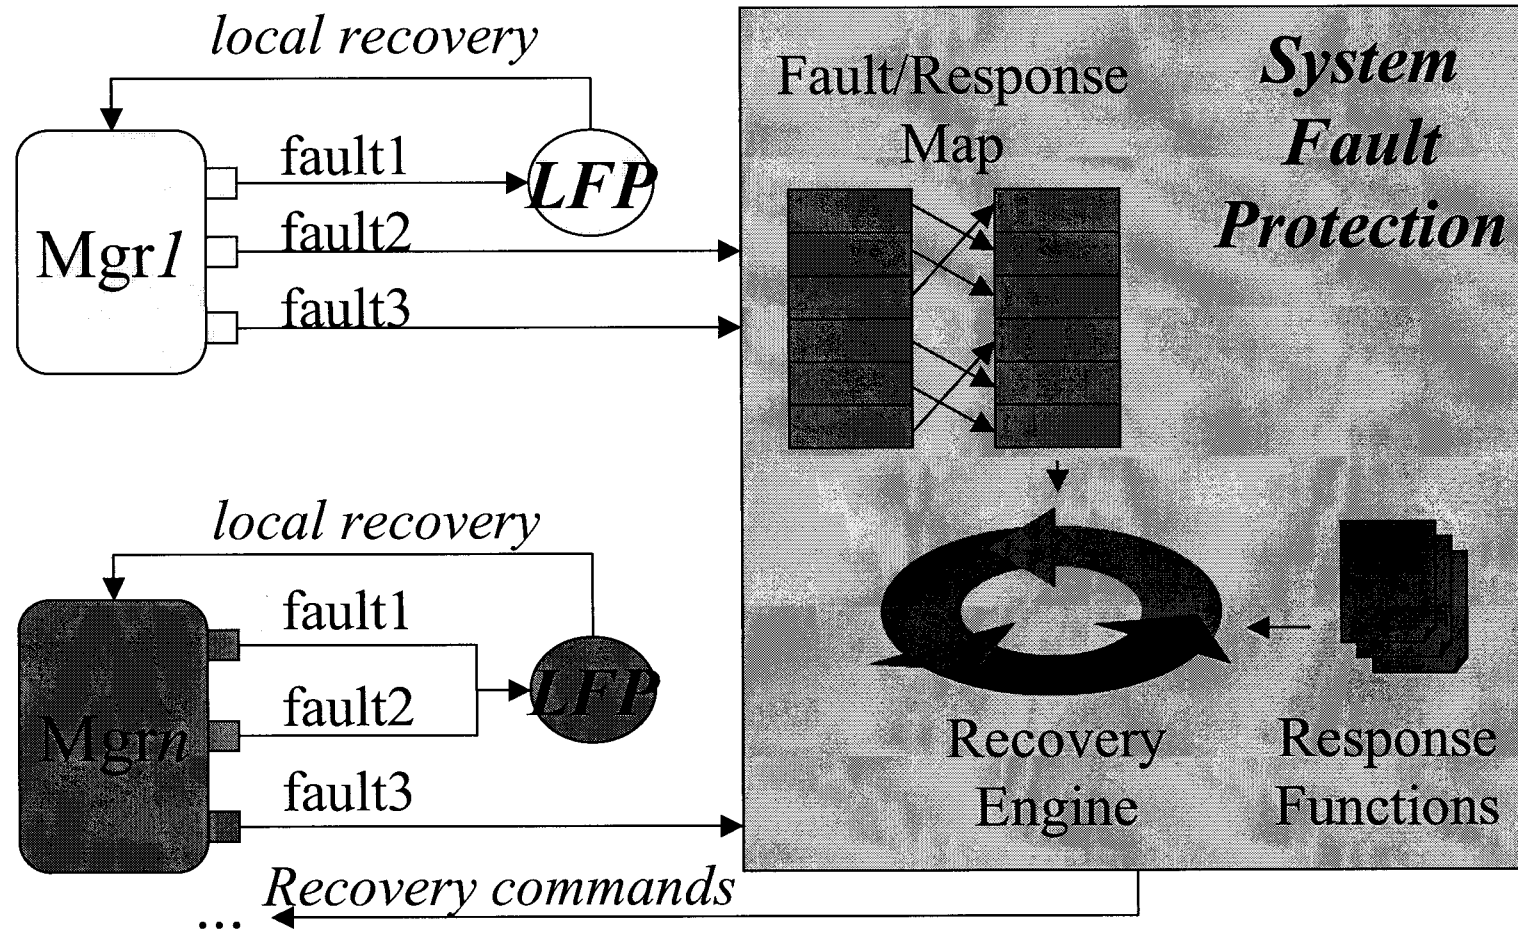 local recovery
fault1
LFP
Mgr1
fault2
fault3
Fault/Response
Map
System
Fault
Protection
local recovery
fault1
LFP
fault2
Mgrn
fault3
Recovery
Engine
Response
Functions
Recovery commands
...